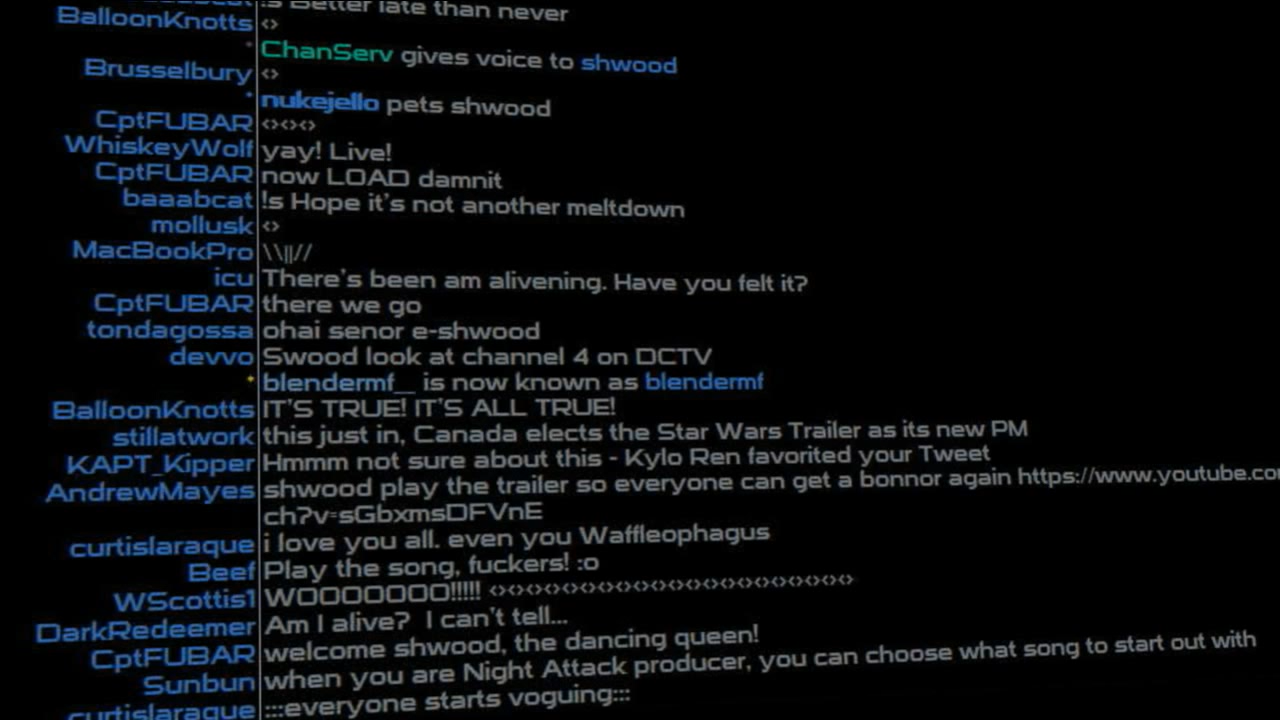 !s Better late than never
BalloonKnotts <>
* ChanServ gives voice to shwood
Brusselbury <>
* nukejello pets shwood
CptFUBAR <><><>
WhiskeyWolf yay! Live!
CptFUBAR now LOAD damnit
baaabcat !s Hope it's not another meltdown
mollusk <>
MacBookPro \\||//
icu There's been am alivening. Have you felt it?
CptFUBAR there we go
tondagossa ohai senor e-shwood
devvo Swood look at channel 4 on DCTV
* blendermf__ is now known as blendermf
BalloonKnotts IT'S TRUE! IT'S ALL TRUE!
stillatwork this just in, Canada elects the Star Wars Trailer as its new PM
KAPT_Kipper Hmmm not sure about this - Kylo Ren favorited your Tweet
AndrewMayes shwood play the trailer so everyone can get a bonnor again https://www.youtube.co
ch?v=sGbxmsDFVnE
curtislaraque i love you all. even you Waffleophagus
Beef Play the song, fuckers! :o
WScottis1 WOOOOOOO!!!!! <><><><><><><><><><><><><><><><><><><><>
DarkRedeemer Am I alive? I can't tell...
CptFUBAR welcome shwood, the dancing queen!
Sunbun when you are Night Attack producer, you can choose what song to start out with
curtislaraque :::everyone starts voguing:::